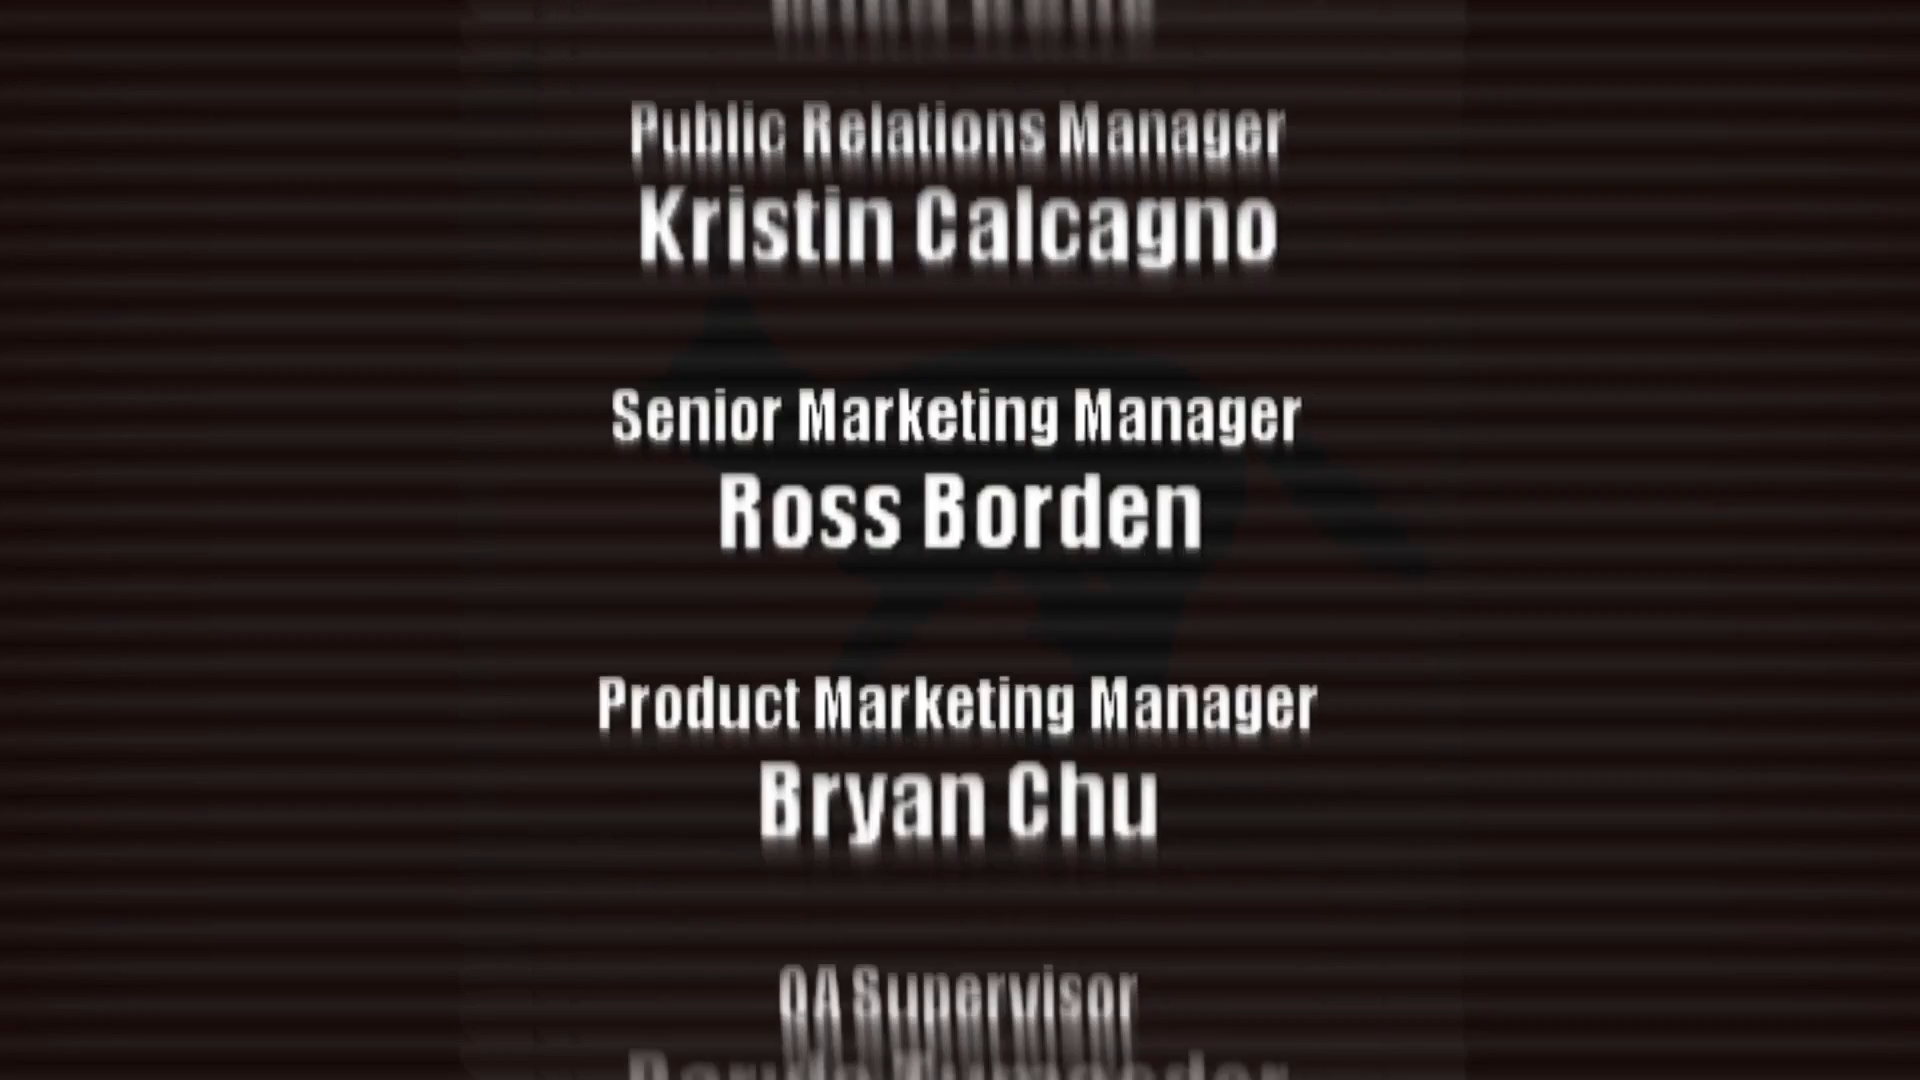 Public Relations Manager
Kristin Calcagno
Senior Marketing Manager
Ross Borden
Product Marketing Manager
Bryan Chu
QA Supervisor